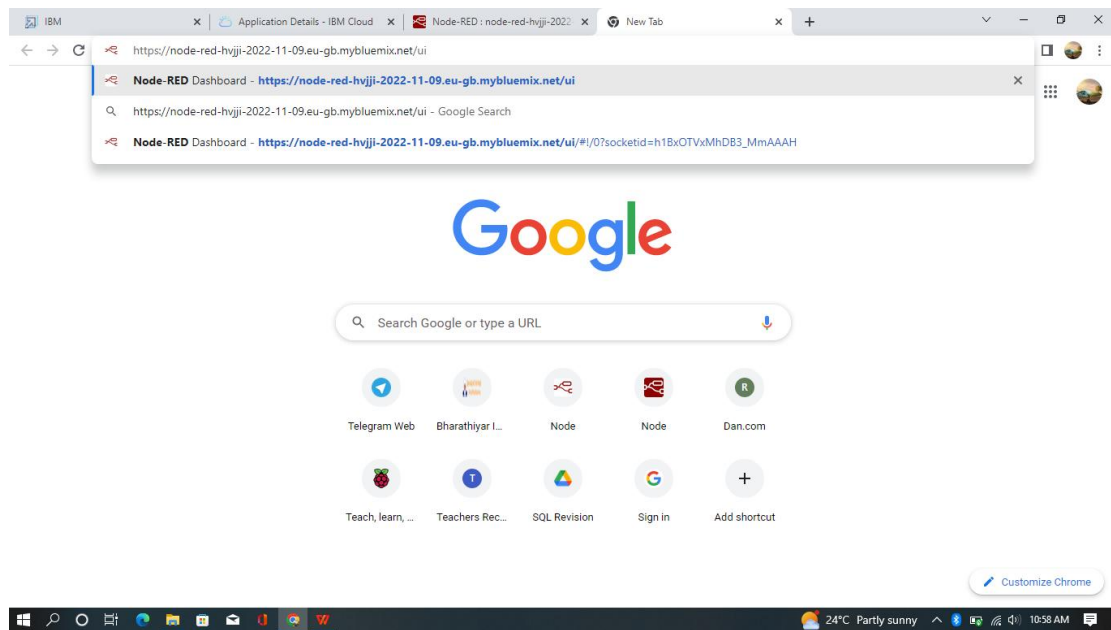 IBM
Application Details - IBM Cloud
Node-RED : node-red-hvjji-2022
New Tab
https://node-red-hvjji-2022-11-09.eu-gb.mybluemix.net/ui
Node-RED Dashboard - https://node-red-hvjji-2022-11-09.eu-gb.mybluemix.net/ui
https://node-red-hvjji-2022-11-09.eu-gb.mybluemix.net/ui - Google Search
Node-RED Dashboard - https://node-red-hvjji-2022-11-09.eu-gb.mybluemix.net/ui/#!/0?socketid=h1BxOTVxMhDB3_MmAAAH
Google
Search Google or type a URL
R
Telegram Web Bharathiyar I... Node Node Dan.com
T G
Teach, learn, ... Teachers Rec... SQL Revision Sign in Add shortcut
Customize Chrome
24°C Partly sunny 10:58 AM